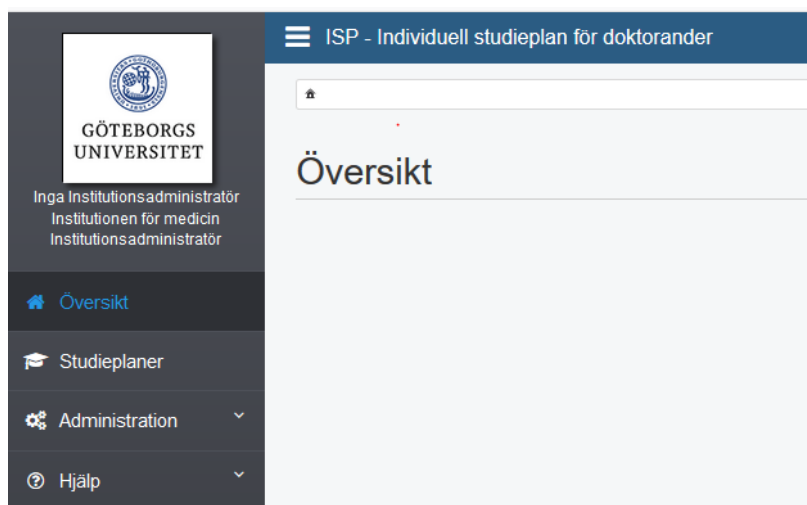 GÖTEBORGS
UNIVERSITET
Inga Institutionsadministratör
Institutionen för medicin
Institutionsadministratör
Översikt
Studieplaner
Administration
Hjälp
ISP - Individuell studieplan för doktorander
Översikt